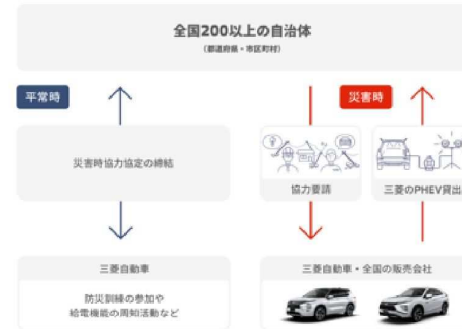 全国200以上の自治体
(都道府県・市区町村)
平常時
災害時
災害時協力協定の締結
協力要請
三菱のPHEV貸出
三菱自動車
防災訓練の参加や
給電機能の周知活動など
三菱自動車・全国の販売会社